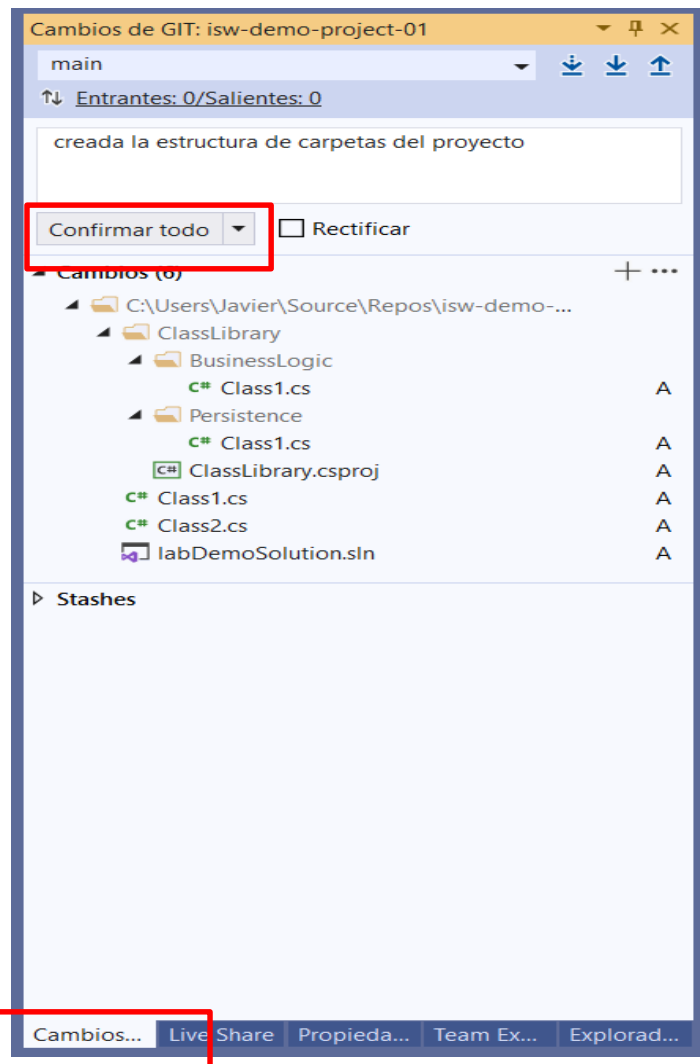 Cambios de GIT: isw-demo-project-01
main
Entrantes: 0/Salientes: 0
creada la estructura de carpetas del proyecto
Confirmar todo Rectificar
Cambios (6)
C:\Users\Javier\Source\Repos\isw-demo-...
ClassLibrary
BusinessLogic
C# Class1.cs A
Persistence
C# Class1.cs A
C# ClassLibrary.csproj A
C# Class1.cs A
C# Class2.cs A
labDemoSolution.sln A
Stashes
Cambios... Live Share Propieda... Team Ex... Explorad...